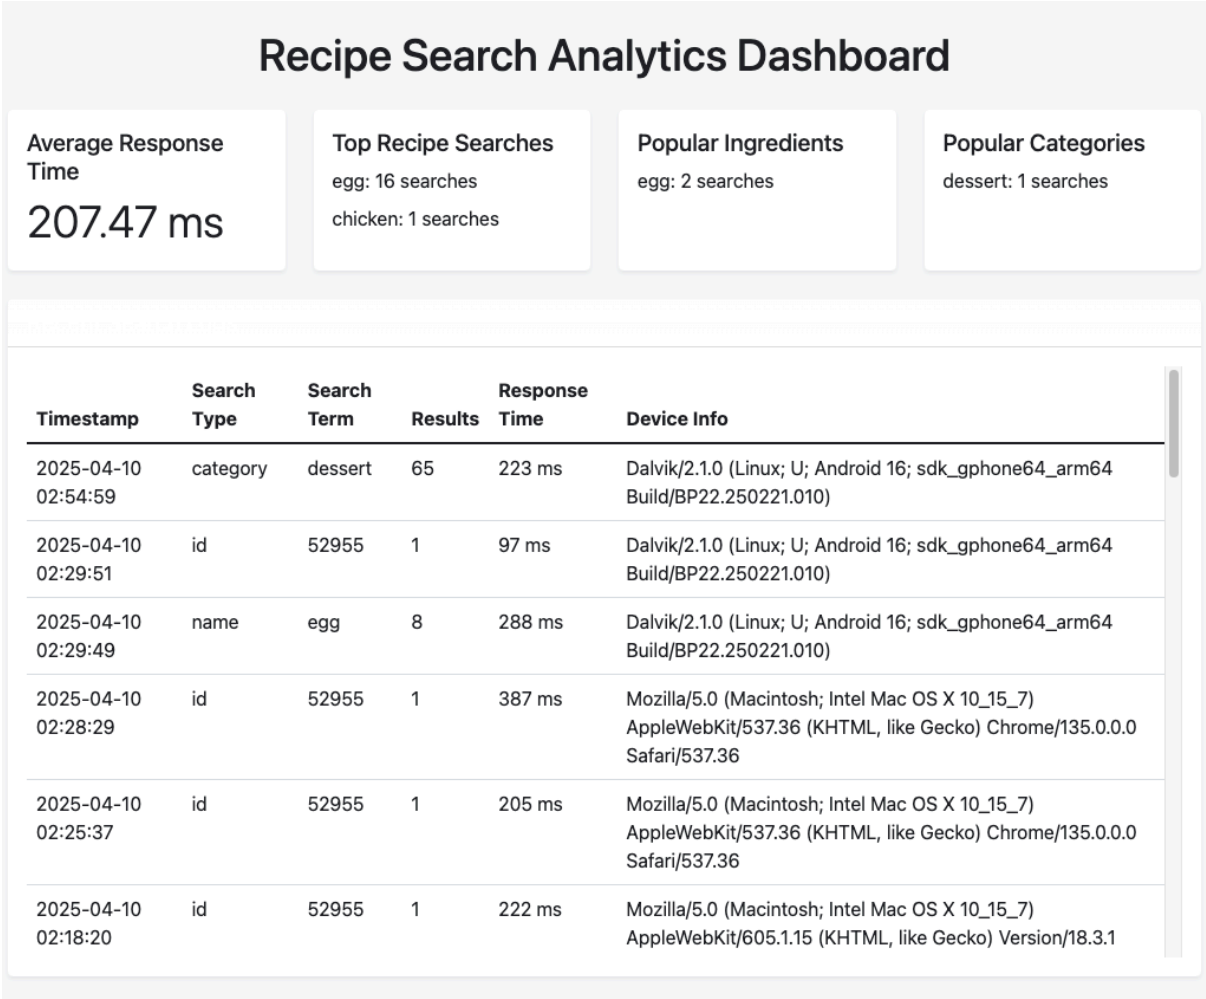 Recipe Search Analytics Dashboard
Average Response
Time
207.47 ms
Top Recipe Searches
egg: 16 searches
chicken: 1 searches
Popular Ingredients
egg: 2 searches
Popular Categories
dessert: 1 searches
Timestamp Search Type Search Term Results Response Time Device Info
2025-04-10 category dessert 65 223 ms Dalvik/2.1.0 (Linux; U; Android 16; sdk_gphone64_arm64
02:54:59 Build/BP22.250221.010)
2025-04-10 id 52955 1 97 ms Dalvik/2.1.0 (Linux; U; Android 16; sdk_gphone64_arm64
02:29:51 Build/BP22.250221.010)
2025-04-10 name egg 8 288 ms Dalvik/2.1.0 (Linux; U; Android 16; sdk_gphone64_arm64
02:29:49 Build/BP22.250221.010)
2025-04-10 id 52955 1 387 ms Mozilla/5.0 (Macintosh; Intel Mac OS X 10_15_7)
02:28:29 AppleWebKit/537.36 (KHTML, like Gecko) Chrome/135.0.0.0
Safari/537.36
2025-04-10 id 52955 1 205 ms Mozilla/5.0 (Macintosh; Intel Mac OS X 10_15_7)
02:25:37 AppleWebKit/537.36 (KHTML, like Gecko) Chrome/135.0.0.0
Safari/537.36
2025-04-10 id 52955 1 222 ms Mozilla/5.0 (Macintosh; Intel Mac OS X 10_15_7)
02:18:20 AppleWebKit/605.1.15 (KHTML, like Gecko) Version/18.3.1